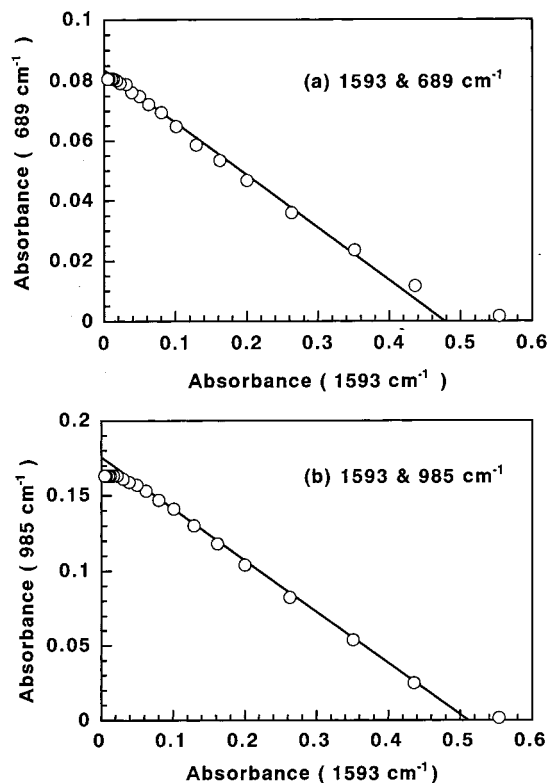 0.1
(a) 1593 & 689 cm⁻¹
0.08
0.06
0.04
0.02
0
Absorbance ( 689 cm⁻¹)
0 0.1 0.2 0.3 0.4 0.5 0.6
Absorbance ( 1593 cm⁻¹)
0.2
(b) 1593 & 985 cm⁻¹
0.15
0.1
0.05
0
Absorbance ( 985 cm⁻¹)
0 0.1 0.2 0.3 0.4 0.5 0.6
Absorbance ( 1593 cm⁻¹)